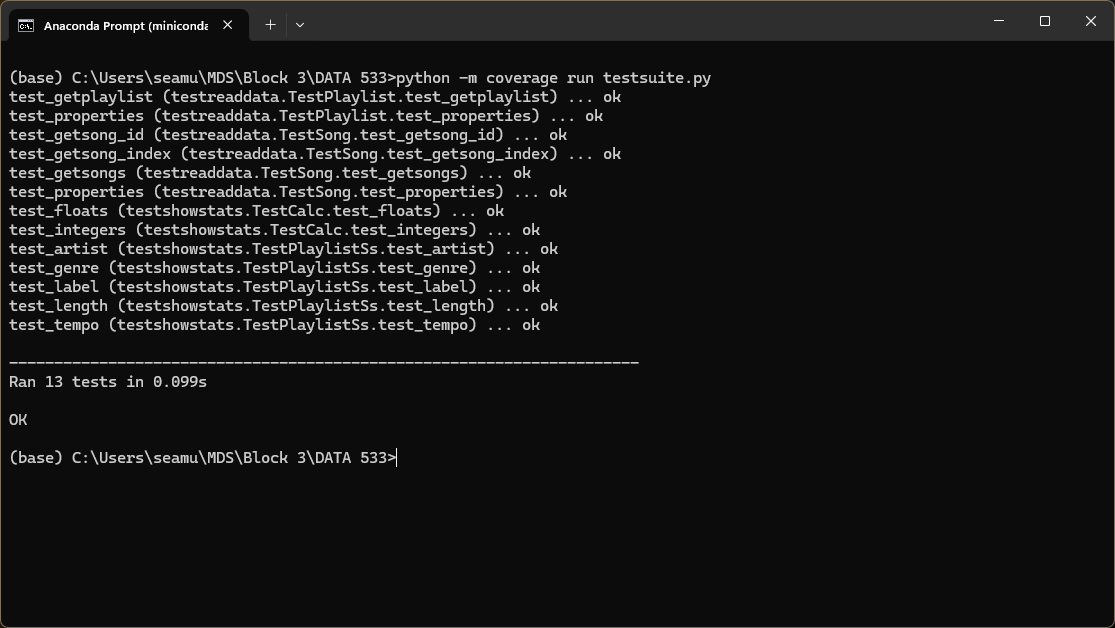 Anaconda Prompt (miniconda
(base) C:\Users\seamu\MDS\Block 3\DATA 533>python -m coverage run testsuite.py
test_getplaylist (testreaddata.TestPlaylist.test_getplaylist) ... ok
test_properties (testreaddata.TestPlaylist.test_properties) ... ok
test_getsong_id (testreaddata.TestSong.test_getsong_id) ... ok
test_getsong_index (testreaddata.TestSong.test_getsong_index) ... ok
test_getsongs (testreaddata.TestSong.test_getsongs) ... ok
test_properties (testreaddata.TestSong.test_properties) ... ok
test_floats (testshowstats.TestCalc.test_floats) ... ok
test_integers (testshowstats.TestCalc.test_integers) ... ok
test_artist (testshowstats.TestPlaylistSs.test_artist) ... ok
test_genre (testshowstats.TestPlaylistSs.test_genre) ... ok
test_label (testshowstats.TestPlaylistSs.test_label) ... ok
test_length (testshowstats.TestPlaylistSs.test_length) ... ok
test_tempo (testshowstats.TestPlaylistSs.test_tempo) ... ok
----------------------------------------------------------------------
Ran 13 tests in 0.099s
OK
(base) C:\Users\seamu\MDS\Block 3\DATA 533>